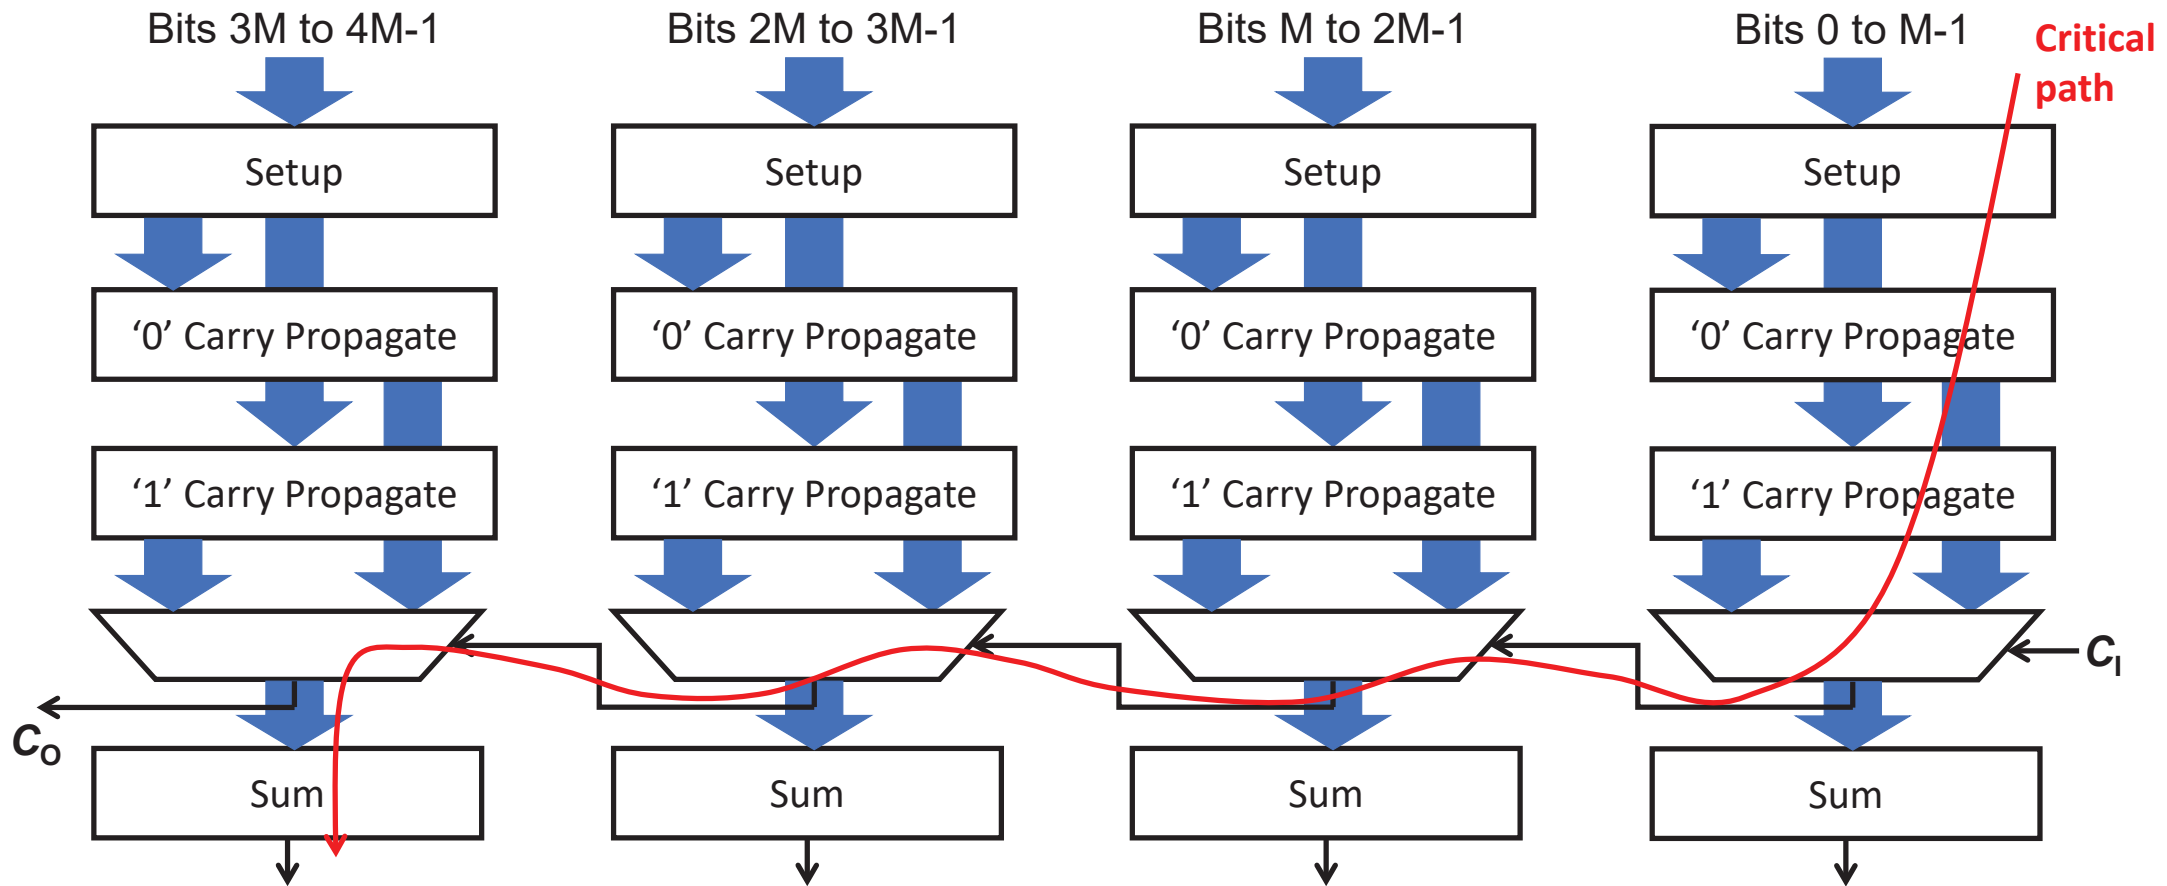 Bits 3M to 4M-1
Bits 2M to 3M-1
Bits M to 2M-1
Bits 0 to M-1
Critical
path
Setup
Setup
Setup
Setup
‘0’ Carry Propagate
‘0’ Carry Propagate
‘0’ Carry Propagate
‘0’ Carry Propagate
‘1’ Carry Propagate
‘1’ Carry Propagate
‘1’ Carry Propagate
‘1’ Carry Propagate
CI
CO
Sum
Sum
Sum
Sum